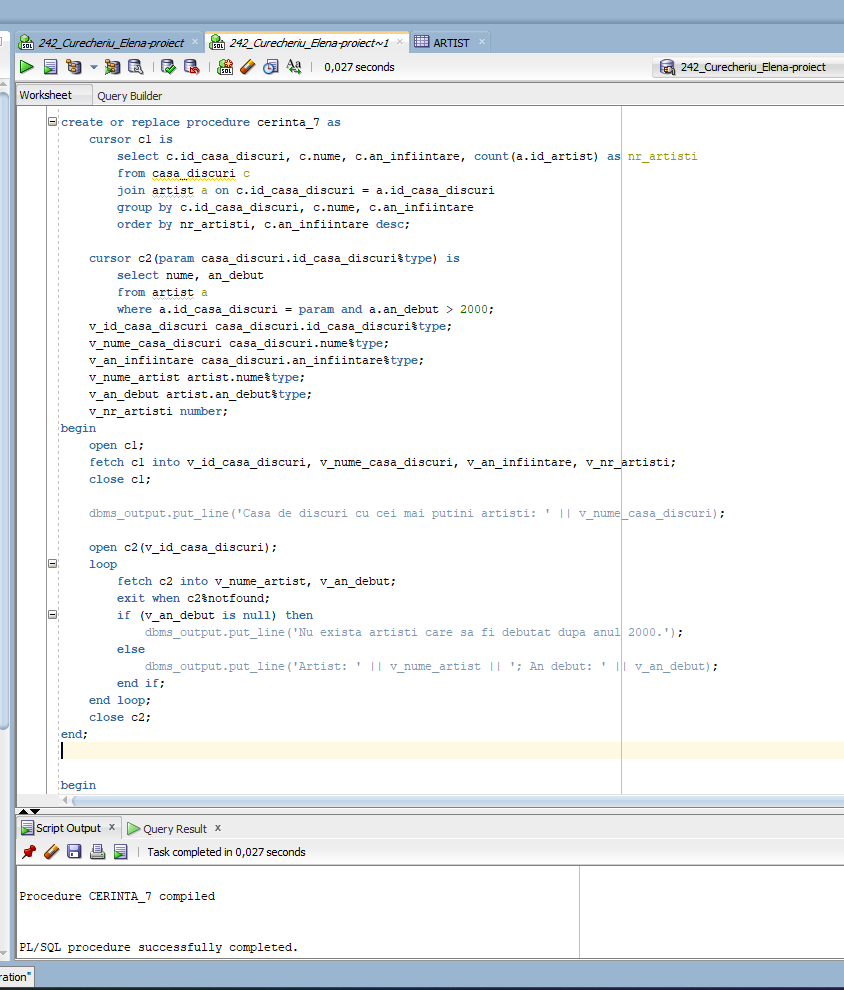 242_Curecheriu_Elena-proiect × 242_Curecheriu_Elena-proiect~1 × ARTIST ×
0,027 seconds 242_Curecheriu_Elena-proiect
Worksheet Query Builder
create or replace procedure cerinta_7 as
cursor c1 is
select c.id_casa_discuri, c.nume, c.an_infiintare, count(a.id_artist) as nr_artisti
from casa_discuri c
join artist a on c.id_casa_discuri = a.id_casa_discuri
group by c.id_casa_discuri, c.nume, c.an_infiintare
order by nr_artisti, c.an_infiintare desc;
cursor c2(param casa_discuri.id_casa_discuri%type) is
select nume, an_debut
from artist a
where a.id_casa_discuri = param and a.an_debut > 2000;
v_id_casa_discuri casa_discuri.id_casa_discuri%type;
v_nume_casa_discuri casa_discuri.nume%type;
v_an_infiintare casa_discuri.an_infiintare%type;
v_nume_artist artist.nume%type;
v_an_debut artist.an_debut%type;
v_nr_artisti number;
begin
open c1;
fetch c1 into v_id_casa_discuri, v_nume_casa_discuri, v_an_infiintare, v_nr_artisti;
close c1;
dbms_output.put_line('Casa de discuri cu cei mai putini artisti: ' || v_nume_casa_discuri);
open c2(v_id_casa_discuri);
loop
fetch c2 into v_nume_artist, v_an_debut;
exit when c2%notfound;
if (v_an_debut is null) then
dbms_output.put_line('Nu exista artisti care sa fi debutat dupa anul 2000.');
else
dbms_output.put_line('Artist: ' || v_nume_artist || '; An debut: ' || v_an_debut);
end if;
end loop;
close c2;
end;
begin
Script Output × Query Result ×
Task completed in 0,027 seconds
Procedure CERINTA_7 compiled
PL/SQL procedure successfully completed.
ration"